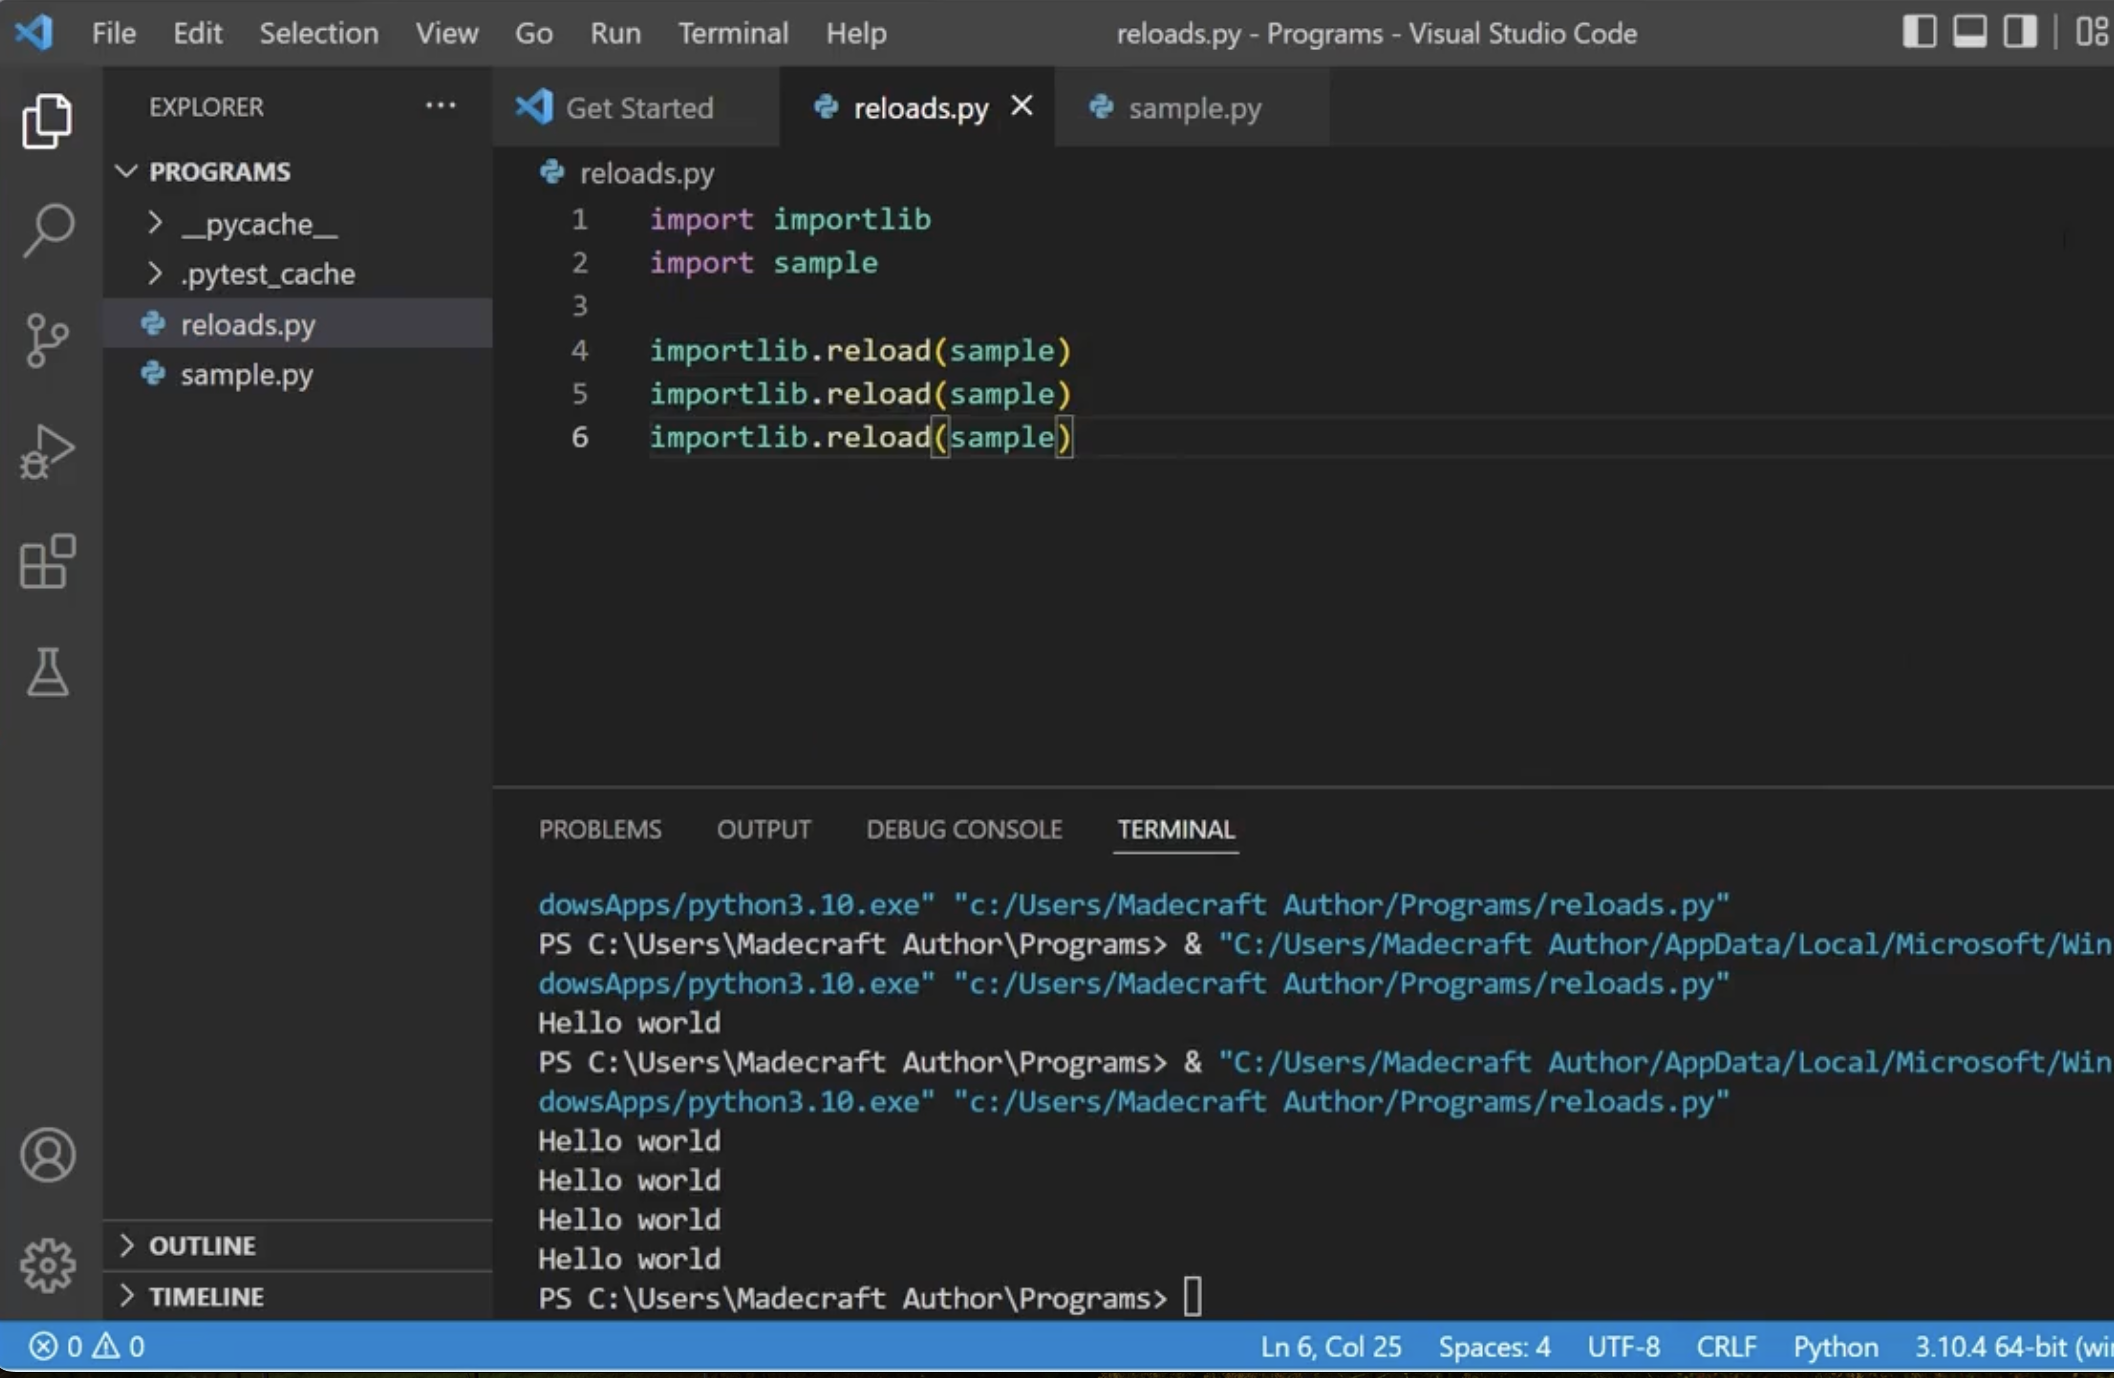 File Edit Selection View Go Run Terminal Help reloads.py - Programs - Visual Studio Code
EXPLORER ···
PROGRAMS
__pycache__
.pytest_cache
reloads.py
sample.py
OUTLINE
TIMELINE
Get Started reloads.py sample.py
reloads.py
1 import importlib
2 import sample
3
4 importlib.reload(sample)
5 importlib.reload(sample)
6 importlib.reload(sample)
PROBLEMS OUTPUT DEBUG CONSOLE TERMINAL
dowsApps/python3.10.exe" "c:/Users/Madecraft Author/Programs/reloads.py"
PS C:\Users\Madecraft Author\Programs> & "C:/Users/Madecraft Author/AppData/Local/Microsoft/Win
dowsApps/python3.10.exe" "c:/Users/Madecraft Author/Programs/reloads.py"
Hello world
PS C:\Users\Madecraft Author\Programs> & "C:/Users/Madecraft Author/AppData/Local/Microsoft/Win
dowsApps/python3.10.exe" "c:/Users/Madecraft Author/Programs/reloads.py"
Hello world
Hello world
Hello world
Hello world
PS C:\Users\Madecraft Author\Programs>
0 0 Ln 6, Col 25 Spaces: 4 UTF-8 CRLF Python 3.10.4 64-bit (wi